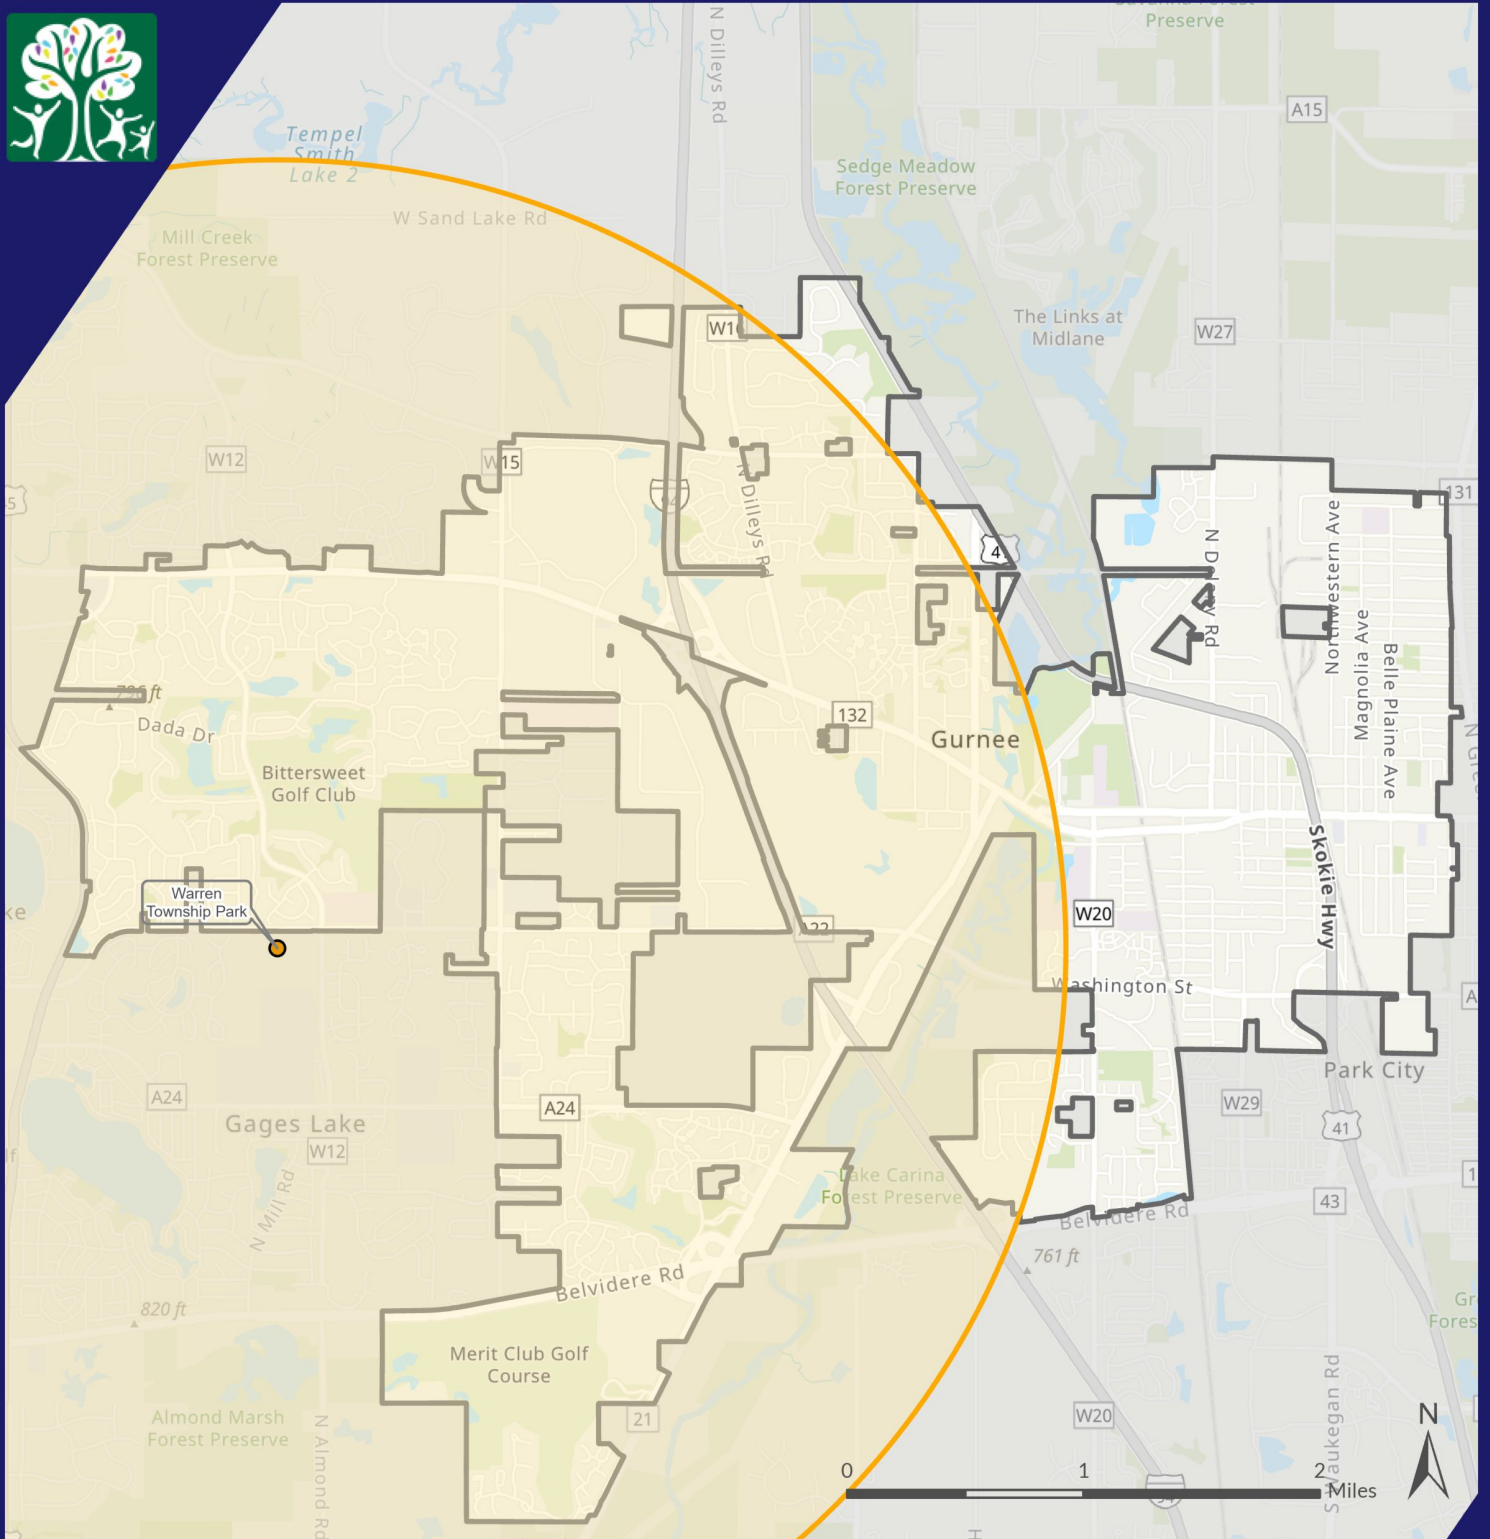 Preserve
N Dilleys Rd
A15
Tempel
Smith
Lake 2
Sedge Meadow
Forest Preserve
W Sand Lake Rd
Mill Creek
Forest Preserve
The Links at
Midlane
W27
W12
W15
94
131
N Dilleys Rd
N Delany Rd
Northwestern Ave
Magnolia Ave
Belle Plaine Ave
Dada Dr
132
Gurnee
Bittersweet
Golf Club
Skokie Hwy
Warren
Township Park
A22
W20
Washington St
Park City
A24
A24
W29
Gages Lake
W12
41
N Mill Rd
Lake Carina
Forest Preserve
43
Belvidere Rd
Belvidere Rd
761 ft
820 ft
Merit Club Golf
Course
Almond Marsh
Forest Preserve
21
N Almond Rd
W20
S Waukegan Rd
N
0 1 2
Miles